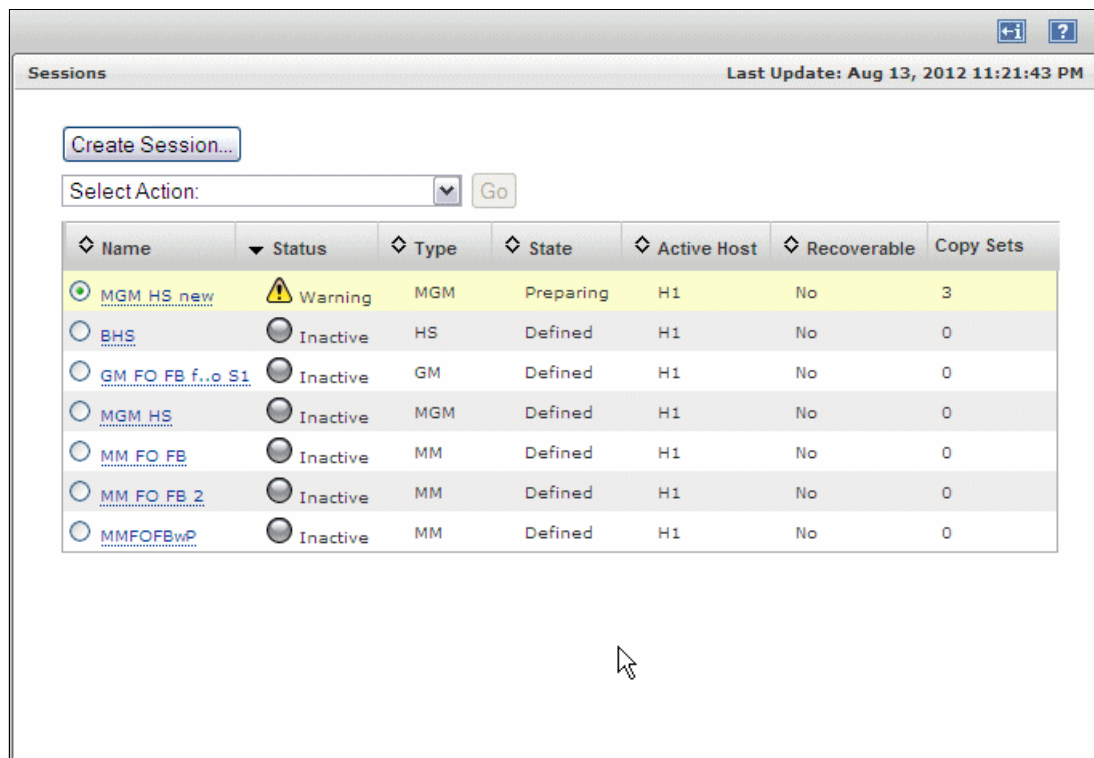 Sessions Last Update: Aug 13, 2012 11:21:43 PM
Create Session...
Select Action: Go
Name Status Type State Active Host Recoverable Copy Sets
MGM HS new Warning MGM Preparing H1 No 3
BHS Inactive HS Defined H1 No 0
GM FO FB f..o S1 Inactive GM Defined H1 No 0
MGM HS Inactive MGM Defined H1 No 0
MM FO FB Inactive MM Defined H1 No 0
MM FO FB 2 Inactive MM Defined H1 No 0
MMFOFBwP Inactive MM Defined H1 No 0